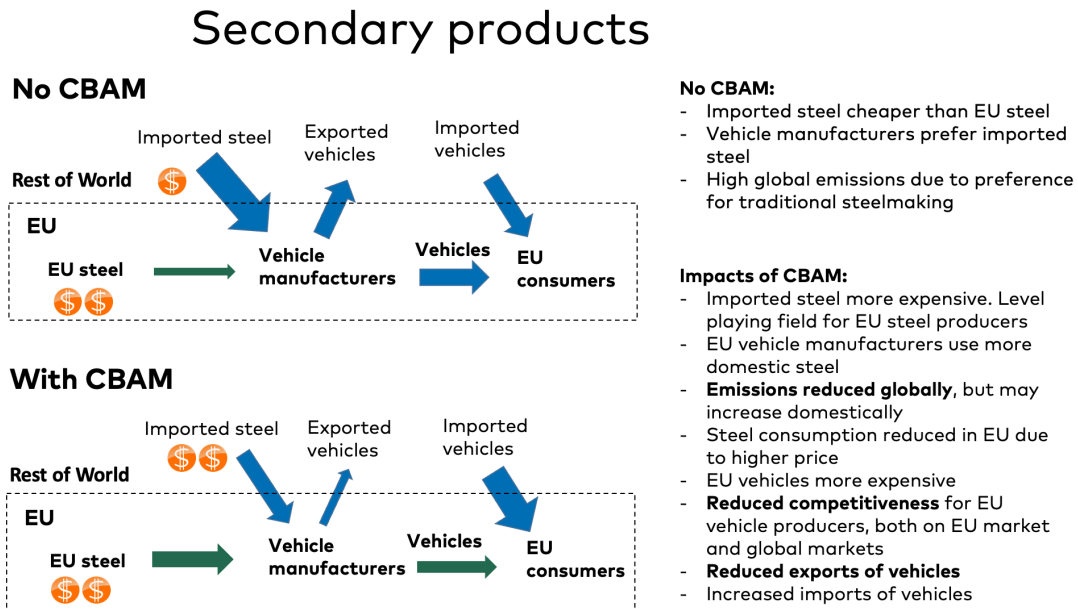 Secondary products
No CBAM
Imported steel
Exported
vehicles
Imported
vehicles
Rest of World
$
EU
EU steel
$ $
Vehicle
manufacturers
Vehicles
EU
consumers
With CBAM
Imported steel
$ $
Exported
vehicles
Imported
vehicles
Rest of World
EU
EU steel
$ $
Vehicle
manufacturers
Vehicles
EU
consumers
No CBAM:
- Imported steel cheaper than EU steel
- Vehicle manufacturers prefer imported
steel
- High global emissions due to preference
for traditional steelmaking
Impacts of CBAM:
- Imported steel more expensive. Level
playing field for EU steel producers
- EU vehicle manufacturers use more
domestic steel
- Emissions reduced globally, but may
increase domestically
- Steel consumption reduced in EU due
to higher price
- EU vehicles more expensive
- Reduced competitiveness for EU
vehicle producers, both on EU market
and global markets
- Reduced exports of vehicles
- Increased imports of vehicles